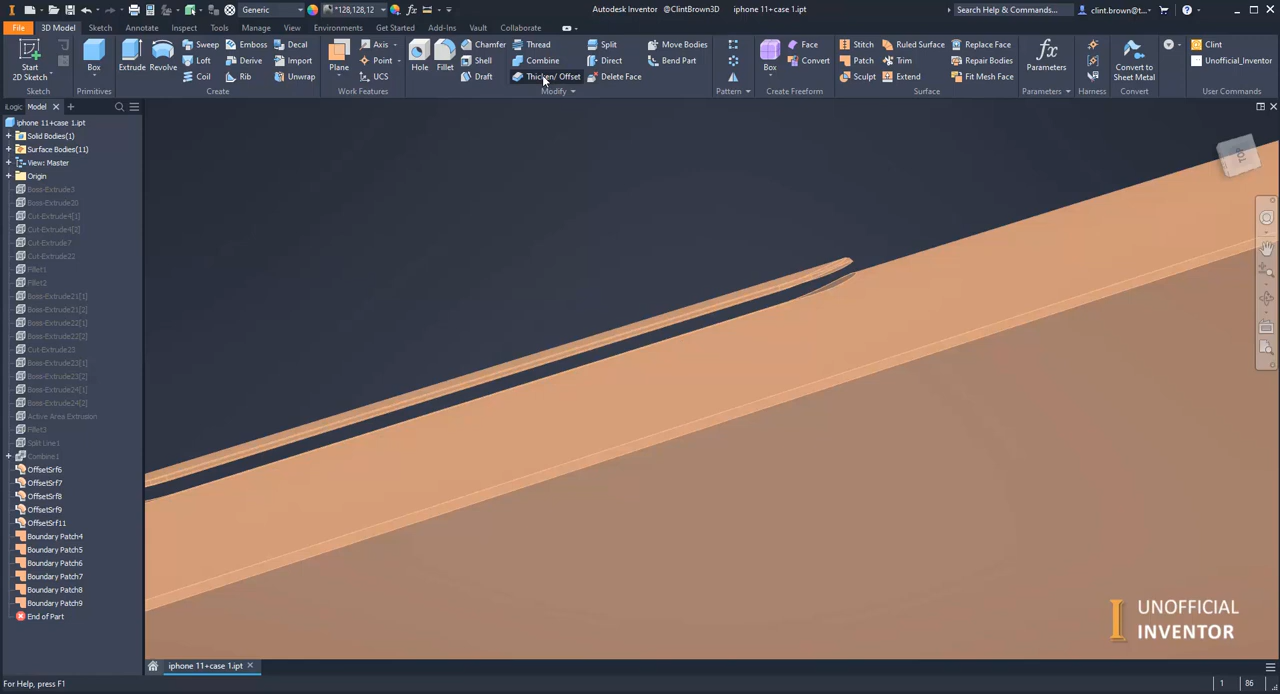 Generic
*128,128,12
Autodesk Inventor @ClintBrown3D iphone 11+case 1.ipt
Search Help & Commands...
clint.brown@t...
File
3D Model
Sketch
Annotate
Inspect
Tools
Manage
View
Environments
Get Started
Add-Ins
Vault
Collaborate
Start
2D Sketch
Sketch
Box
Primitives
Extrude
Revolve
Sweep
Emboss
Decal
Loft
Derive
Import
Coil
Rib
Unwrap
Create
Plane
Axis
Point
UCS
Work Features
Hole
Fillet
Chamfer
Thread
Split
Move Bodies
Shell
Combine
Direct
Bend Part
Draft
Thicken/ Offset
Delete Face
Modify
Pattern
Box
Face
Convert
Create Freeform
Stitch
Ruled Surface
Replace Face
Patch
Trim
Repair Bodies
Sculpt
Extend
Fit Mesh Face
Surface
fx
Parameters
Parameters
Harness
Convert to
Sheet Metal
Convert
Clint
Unofficial_Inventor
User Commands
iLogic
Model
iphone 11+case 1.ipt
Solid Bodies(1)
Surface Bodies(11)
View: Master
Origin
Boss-Extrude3
Boss-Extrude20
Cut-Extrude4[1]
Cut-Extrude4[2]
Cut-Extrude7
Cut-Extrude22
Fillet1
Fillet2
Boss-Extrude21[1]
Boss-Extrude21[2]
Boss-Extrude22[1]
Boss-Extrude22[2]
Cut-Extrude23
Boss-Extrude23[1]
Boss-Extrude23[2]
Boss-Extrude24[1]
Boss-Extrude24[2]
Active Area Extrusion
Fillet3
Split Line1
Combine1
OffsetSrf6
OffsetSrf7
OffsetSrf8
OffsetSrf9
OffsetSrf11
Boundary Patch4
Boundary Patch5
Boundary Patch6
Boundary Patch7
Boundary Patch8
Boundary Patch9
End of Part
TOP
UNOFFICIAL
INVENTOR
iphone 11+case 1.ipt
For Help, press F1
1
86